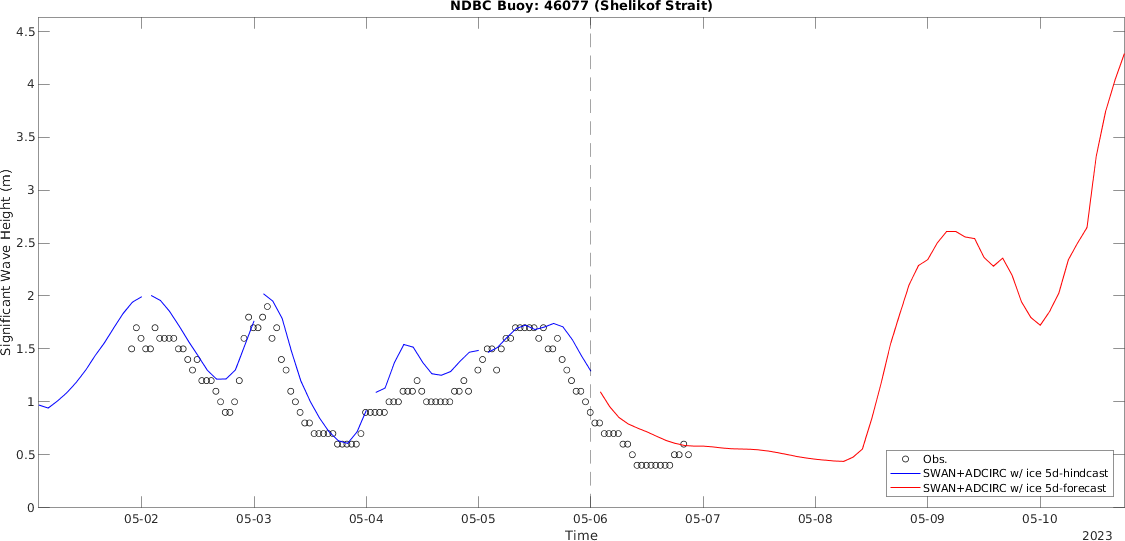 NDBC Buoy: 46077 (Shelikof Strait)
Significant Wave Height (m)
4.5
4
3.5
3
2.5
2
1.5
1
0.5
0
Obs.
SWAN+ADCIRC w/ ice 5d-hindcast
SWAN+ADCIRC w/ ice 5d-forecast
05-02 05-03 05-04 05-05 05-06 05-07 05-08 05-09 05-10
Time
2023